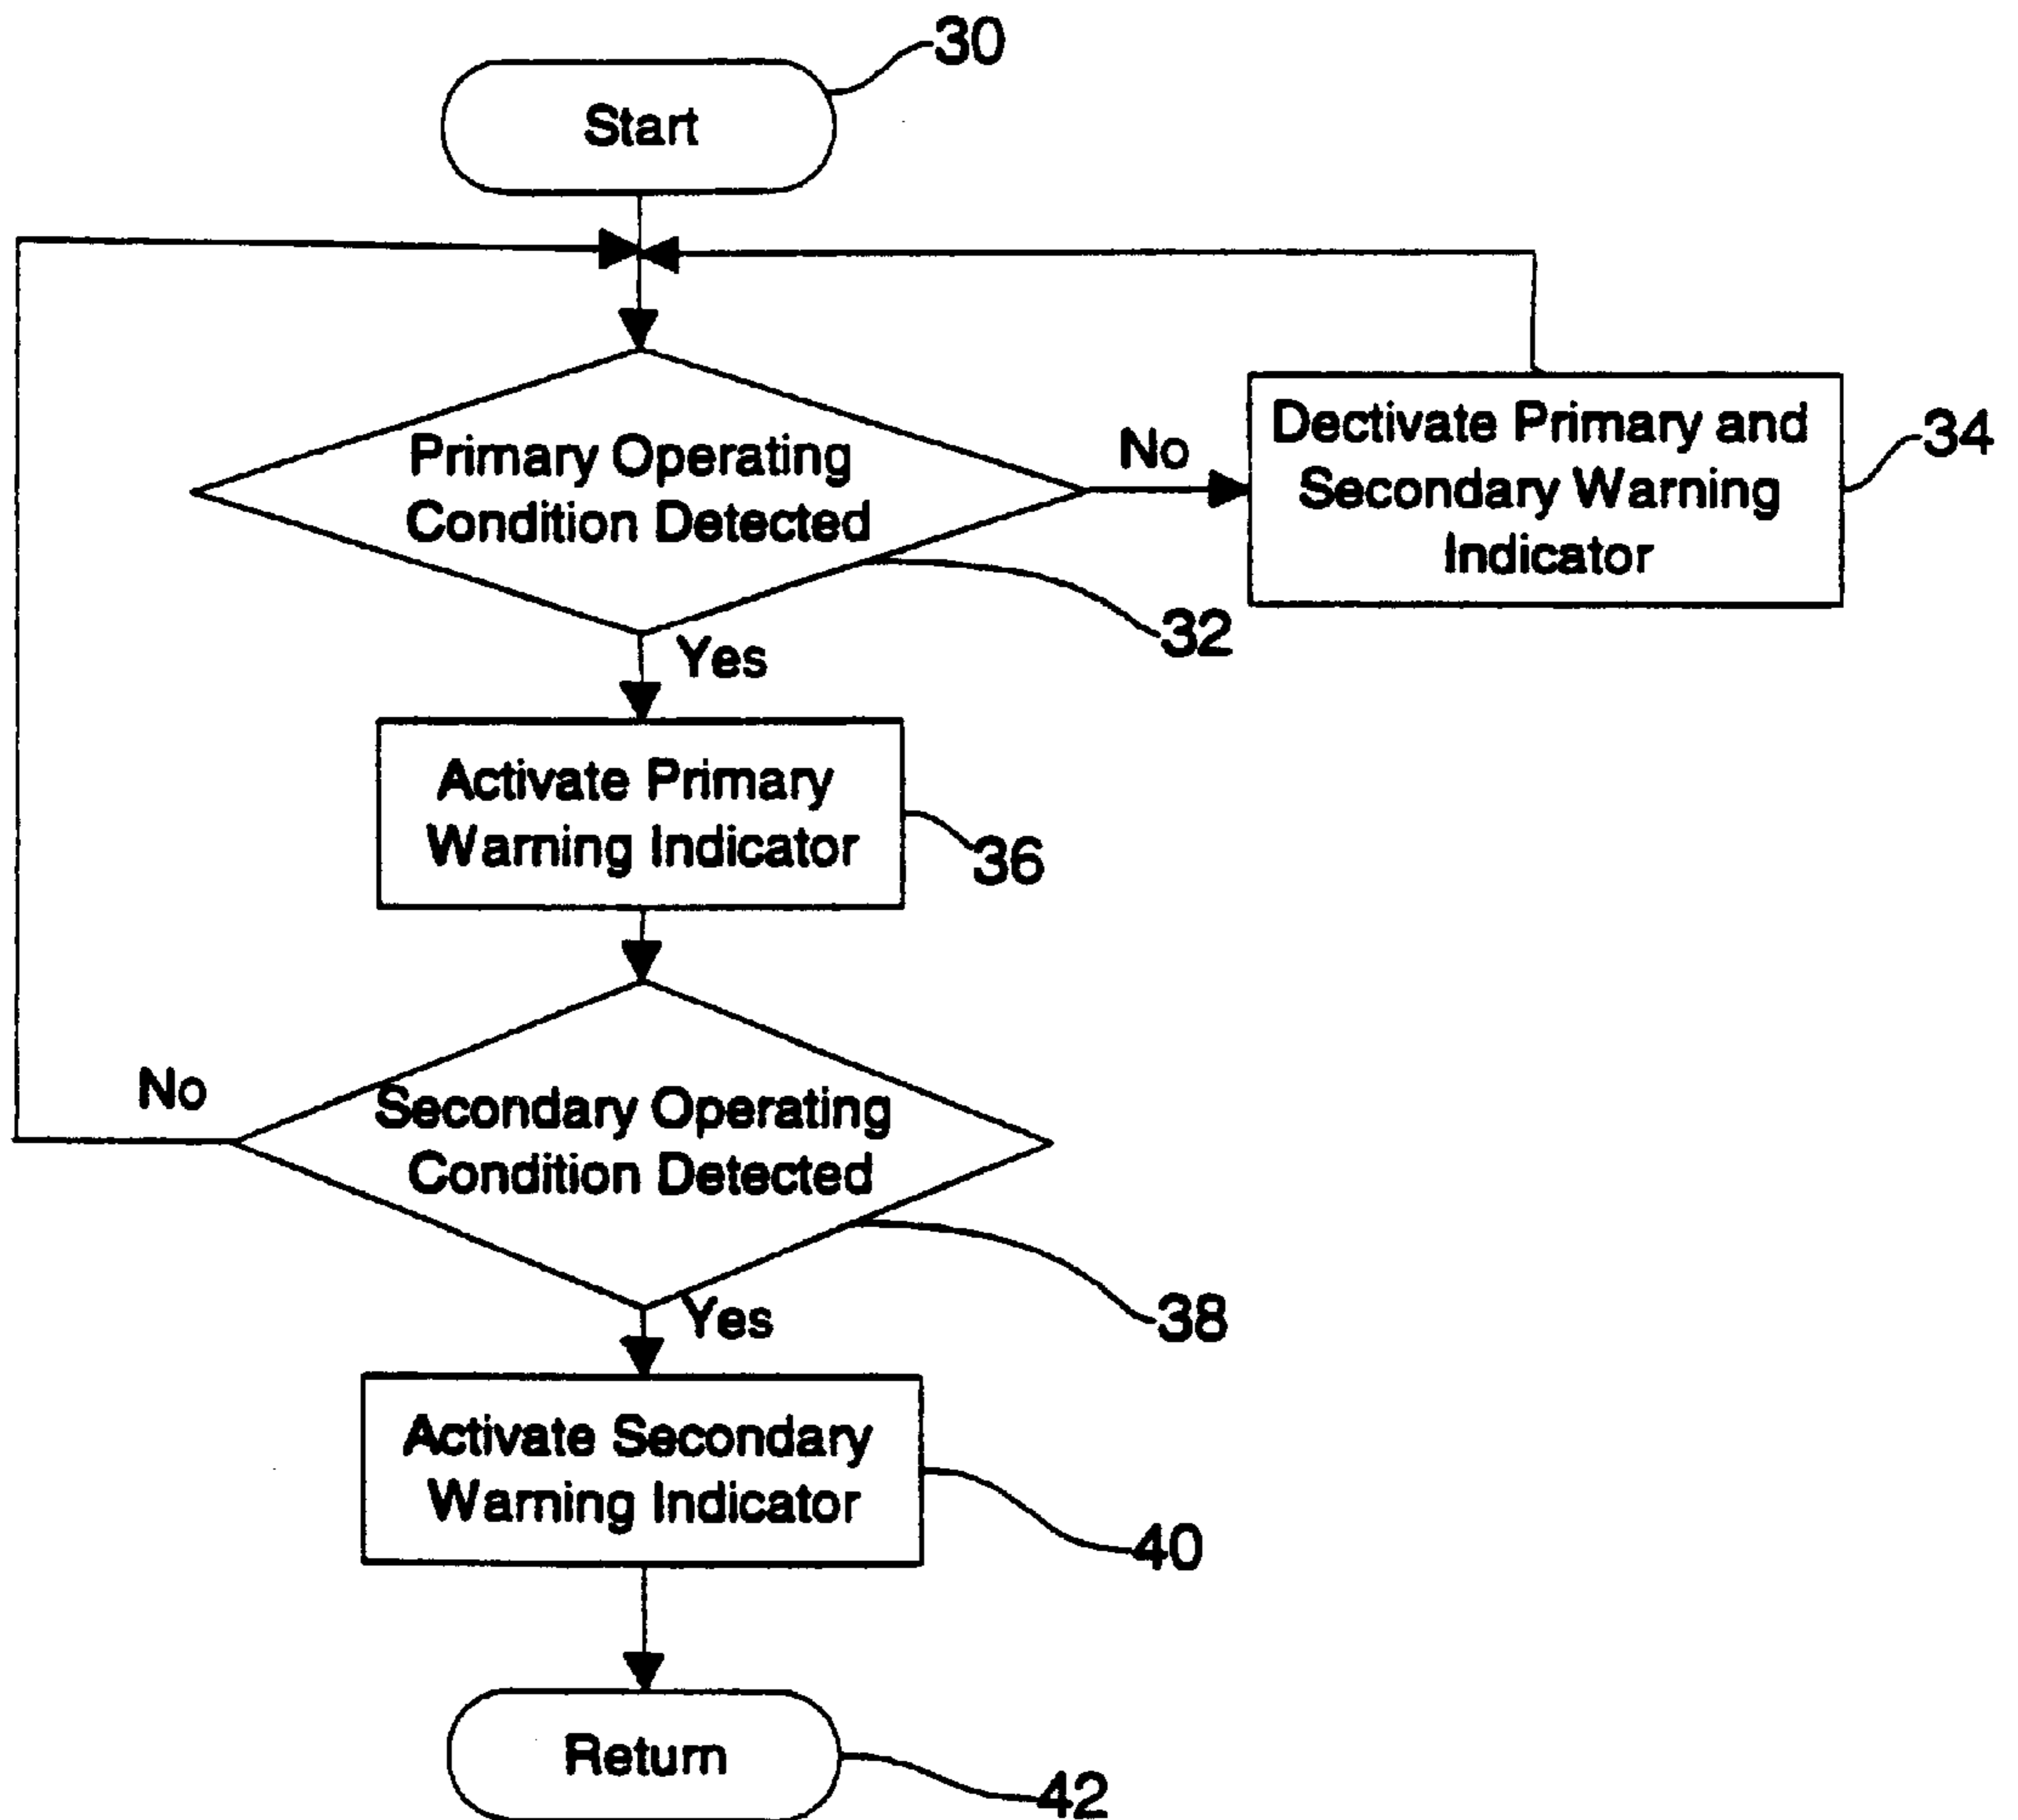 30
Start
Primary Operating
Condition Detected
No
Dectivate Primary and
Secondary Warning
Indicator
34
32
Yes
Activate Primary
Warning Indicator
36
No
Secondary Operating
Condition Detected
38
Yes
Activate Secondary
Warning Indicator
40
Return
42